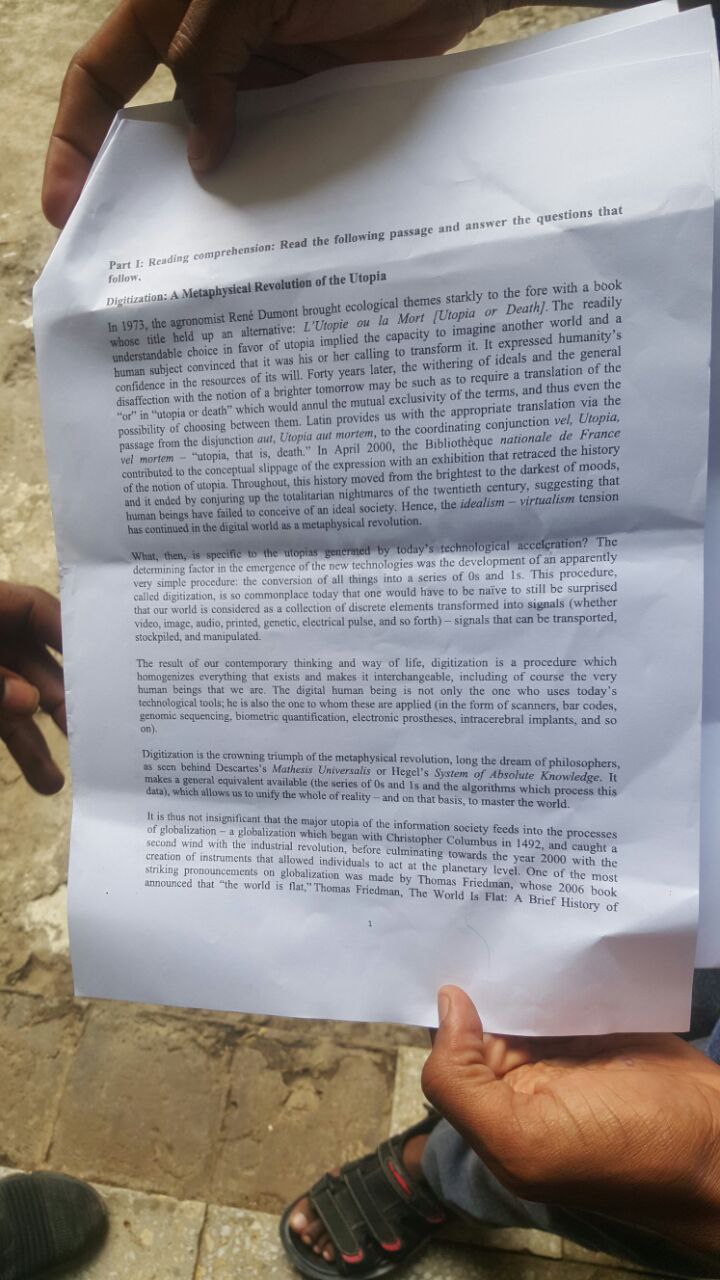 Part I: Reading comprehension: Read the following passage and answer the questions that
follow.
Digitization: A Metaphysical Revolution of the Utopia
In 1973, the agronomist René Dumont brought ecological themes starkly to the fore with a book
whose title held up an alternative: L'Utopie ou la Mort [Utopia or Death]. The readily
understandable choice in favor of utopia implied the capacity to imagine another world and a
human subject convinced that it was his or her calling to transform it. It expressed humanity's
confidence in the resources of its will. Forty years later, the withering of ideals and the general
disaffection with the notion of a brighter tomorrow may be such as to require a translation of the
"or" in "utopia or death" which would annul the mutual exclusivity of the terms, and thus even the
possibility of choosing between them. Latin provides us with the appropriate translation via the
passage from the disjunction aut, Utopia aut mortem, to the coordinating conjunction vel, Utopia,
vel mortem – "utopia, that is, death." In April 2000, the Bibliothèque nationale de France
contributed to the conceptual slippage of the expression with an exhibition that retraced the history
of the notion of utopia. Throughout, this history moved from the brightest to the darkest of moods,
and it ended by conjuring up the totalitarian nightmares of the twentieth century, suggesting that
human beings have failed to conceive of an ideal society. Hence, the idealism – virtualism tension
has continued in the digital world as a metaphysical revolution.
What, then, is specific to the utopias generated by today's technological acceleration? The
determining factor in the emergence of the new technologies was the development of an apparently
very simple procedure: the conversion of all things into a series of 0s and 1s. This procedure,
called digitization, is so commonplace today that one would have to be naïve to still be surprised
that our world is considered as a collection of discrete elements transformed into signals (whether
video, image, audio, printed, genetic, electrical pulse, and so forth) – signals that can be transported,
stockpiled, and manipulated.
The result of our contemporary thinking and way of life, digitization is a procedure which
homogenizes everything that exists and makes it interchangeable, including of course the very
human beings that we are. The digital human being is not only the one who uses today's
technological tools; he is also the one to whom these are applied (in the form of scanners, bar codes,
genomic sequencing, biometric quantification, electronic prostheses, intracerebral implants, and so
on).
Digitization is the crowning triumph of the metaphysical revolution, long the dream of philosophers,
as seen behind Descartes's Mathesis Universalis or Hegel's System of Absolute Knowledge. It
makes a general equivalent available (the series of 0s and 1s and the algorithms which process this
data), which allows us to unify the whole of reality – and on that basis, to master the world.
It is thus not insignificant that the major utopia of the information society feeds into the processes
of globalization – a globalization which began with Christopher Columbus in 1492, and caught a
second wind with the industrial revolution, before culminating towards the year 2000 with the
creation of instruments that allowed individuals to act at the planetary level. One of the most
striking pronouncements on globalization was made by Thomas Friedman, whose 2006 book
announced that "the world is flat," Thomas Friedman, The World Is Flat: A Brief History of
1